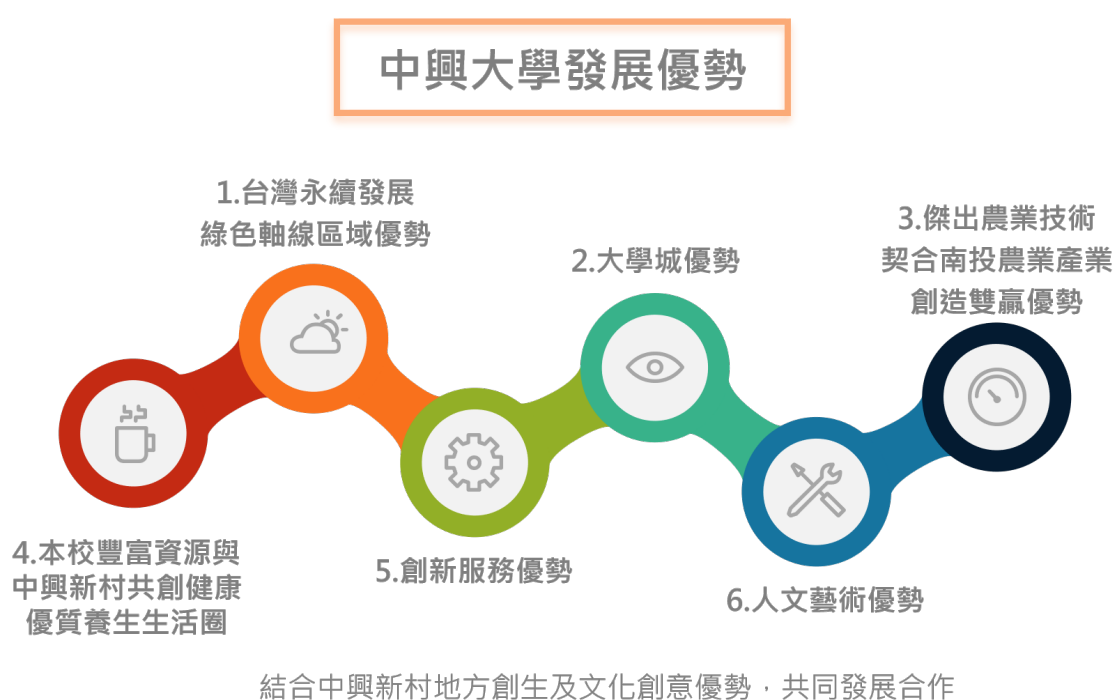 中興大學發展優勢
1.台灣永續發展
綠色軸線區域優勢
2.大學城優勢
3.傑出農業技術
契合南投農業產業
創造雙贏優勢
4.本校豐富資源與
中興新村共創健康
優質養生生活圈
5.創新服務優勢
6.人文藝術優勢
結合中興新村地方創生及文化創意優勢，共同發展合作